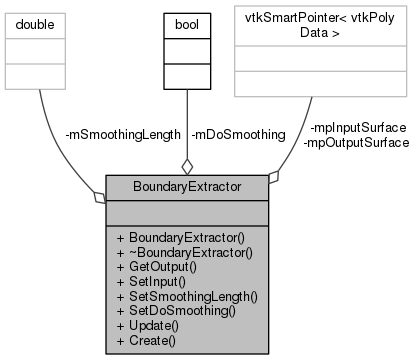 double
bool
vtkSmartPointer< vtkPoly
Data >
-mSmoothingLength
-mDoSmoothing
-mpInputSurface
-mpOutputSurface
BoundaryExtractor
+ BoundaryExtractor()
+ ~BoundaryExtractor()
+ GetOutput()
+ SetInput()
+ SetSmoothingLength()
+ SetDoSmoothing()
+ Update()
+ Create()